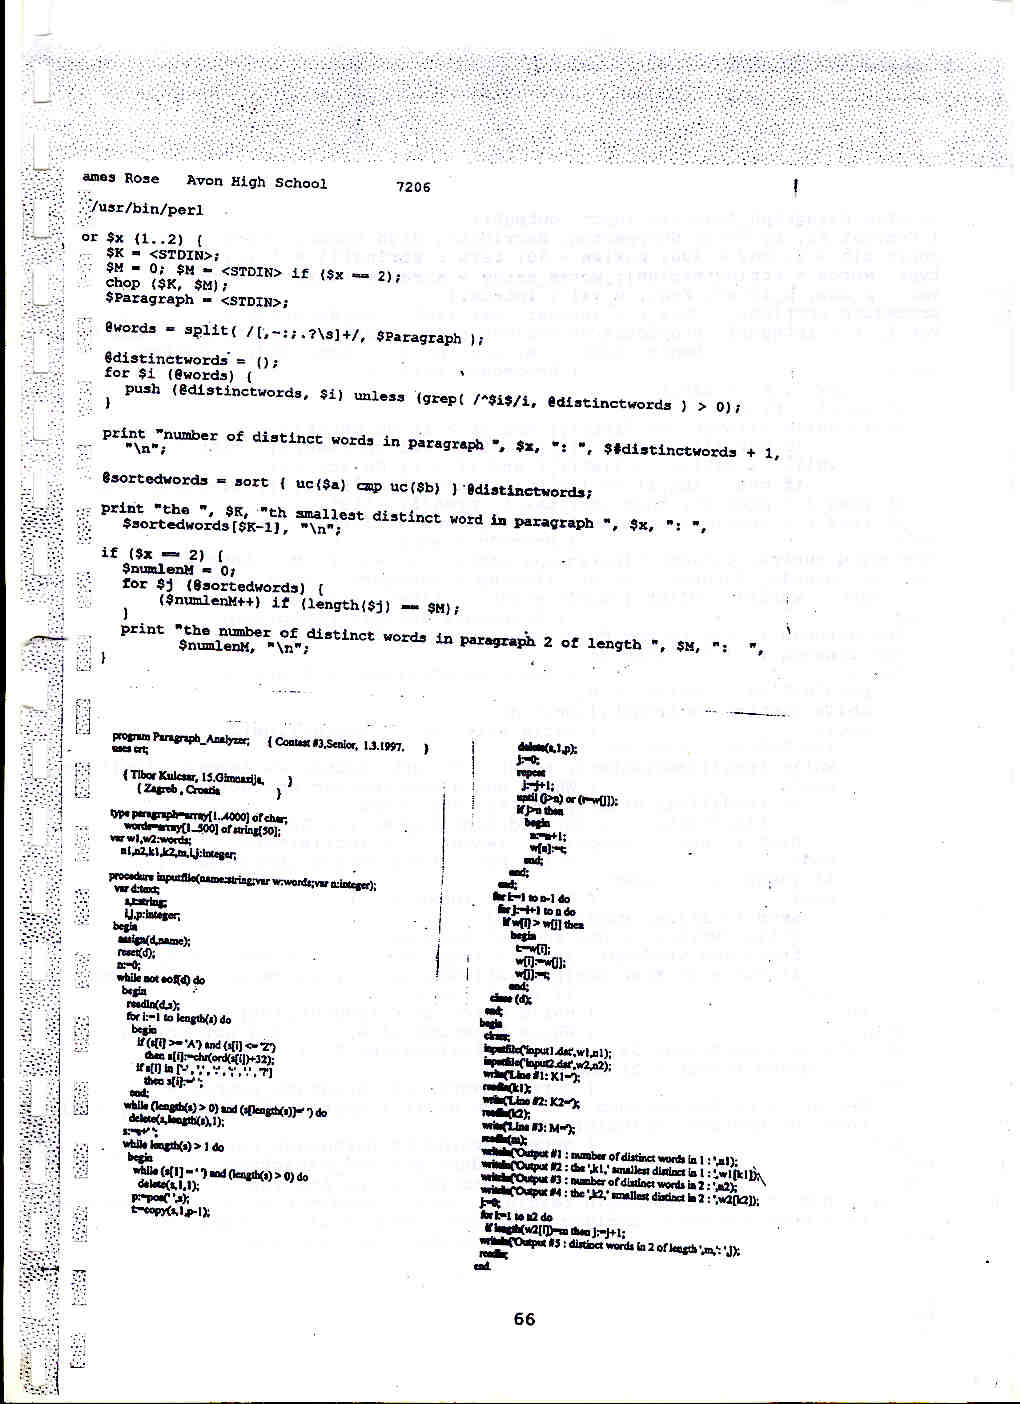 ames Rose   Avon High School          7206
/usr/bin/perl
or $x (1..2) {
$K = <STDIN>;
$M = 0; $M = <STDIN> if ($x == 2);
chop ($K, $M);
$Paragraph = <STDIN>;
@words = split( /[,-:;.?\s]+/, $Paragraph );
@distinctwords = ();
for $i (@words) {
push (@distinctwords, $i) unless (grep( /^$i$/i, @distinctwords ) > 0);
}
print "number of distinct words in paragraph ", $x, ": ", $#distinctwords + 1,
"\n";
@sortedwords = sort { uc($a) cmp uc($b) } @distinctwords;
print "the ", $K, "th smallest distinct word in paragraph ", $x, ": ",
$sortedwords[$K-1], "\n";
if ($x == 2) {
$numlenM = 0;
for $j (@sortedwords) {
($numlenM++) if (length($j) == $M);
}
print "the number of distinct words in paragraph 2 of length ", $M, ":  ",
$numlenM, "\n";
}
program Paragraph_Analyzer;   { Contest #3,Senior,  1.3.1997.   }
uses crt;
{ Tibor Kulcsar, 15.Gimnazija,   }
{ Zagreb , Croatia   }
type paragraph=array[1..4000] of char;
words=array[1..500] of string[50];
var w1,w2:words;
n1,n2,k1,k2,m,i,j:integer;
procedure inputfile(name:string;var w:words;var n:integer);
var d:text;
s,t:string;
i,j,p:integer;
begin
assign(d,name);
reset(d);
n:=0;
while not eof(d) do
begin
readln(d,s);
for i:=1 to length(s) do
begin
if (s[i] >= 'A') and (s[i] <= 'Z')
then s[i]:=chr(ord(s[i])+32);
if s[i] in ['-',',',':',';','.','?']
then s[i]:=' ';
end;
while (length(s) > 0) and (s[length(s)]=' ') do
delete(s,length(s),1);
s:=s+' ';
while length(s) > 1 do
begin
while (s[1] = ' ') and (length(s) > 0) do
delete(s,1,1);
p:=pos(' ',s);
t:=copy(s,1,p-1);
delete(s,1,p);
j:=0;
repeat
j:=j+1;
until (j>n) or (t=w[j]);
if j>n then
begin
n:=n+1;
w[n]:=t;
end;
end;
end;
for i:=1 to n-1 do
for j:=i+1 to n do
if w[i] > w[j] then
begin
t:=w[i];
w[i]:=w[j];
w[j]:=t;
end;
close (d);
end;
begin
clrscr;
inputfile('input1.dat',w1,n1);
inputfile('input2.dat',w2,n2);
write('Line #1: K1=');
readln(k1);
write('Line #2: K2=');
readln(k2);
write('Line #3: M=');
readln(m);
writeln('Output #1 : number of distinct words in 1 : ',n1);
writeln('Output #2 : the ',k1,' smallest distinct in 1 : ',w1[k1]);
writeln('Output #3 : number of distinct words in 2 : ',n2);
writeln('Output #4 : the ',k2,' smallest distinct in 2 : ',w2[k2]);
j:=0;
for i:=1 to n2 do
if length(w2[i])=m then j:=j+1;
writeln('Output #5 : distinct words in 2 of length ',m,': ',j);
readln;
end.
66